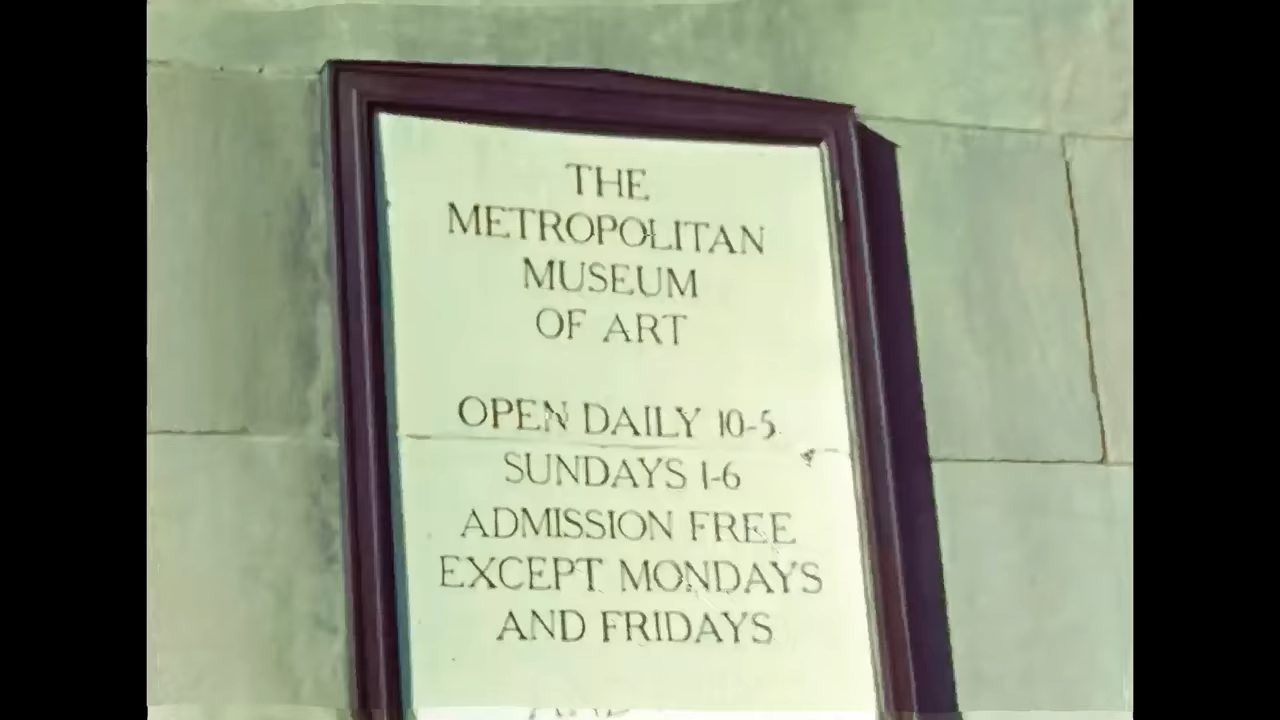 THE
METROPOLITAN
MUSEUM
OF ART
OPEN DAILY 10-5
SUNDAYS 1-6
ADMISSION FREE
EXCEPT MONDAYS
AND FRIDAYS